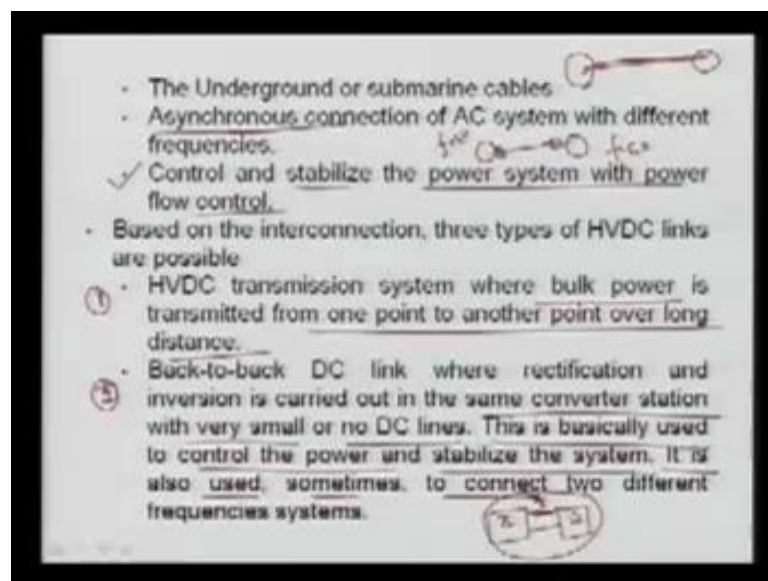 · The Underground or submarine cables
· Asynchronous connection of AC system with different
frequencies.
Control and stabilize the power system with power
flow control.
· Based on the interconnection, three types of HVDC links
are possible
① · HVDC transmission system where bulk power is
transmitted from one point to another point over long
distance.
· Back-to-back DC link where rectification and
inversion is carried out in the same converter station
with very small or no DC lines. This is basically used
to control the power and stabilize the system. It is
also used, sometimes, to connect two different
frequencies systems.